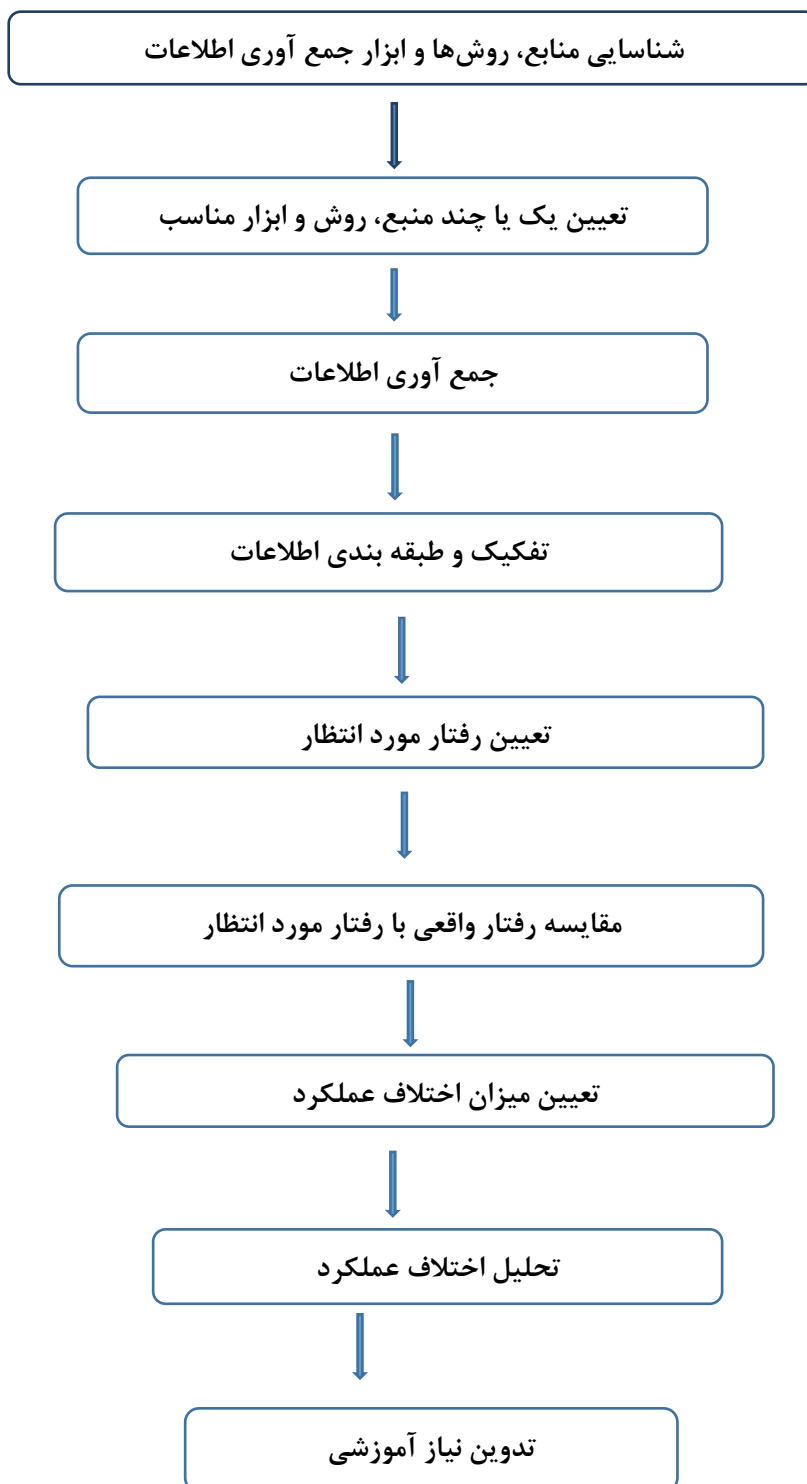 شناسایی منابع، روش‌ها و ابزار جمع آوری اطلاعات
تعیین یک یا چند منبع، روش و ابزار مناسب
جمع آوری اطلاعات
تفکیک و طبقه بندی اطلاعات
تعیین رفتار مورد انتظار
مقایسه رفتار واقعی با رفتار مورد انتظار
تعیین میزان اختلاف عملکرد
تحلیل اختلاف عملکرد
تدوین نیاز آموزشی